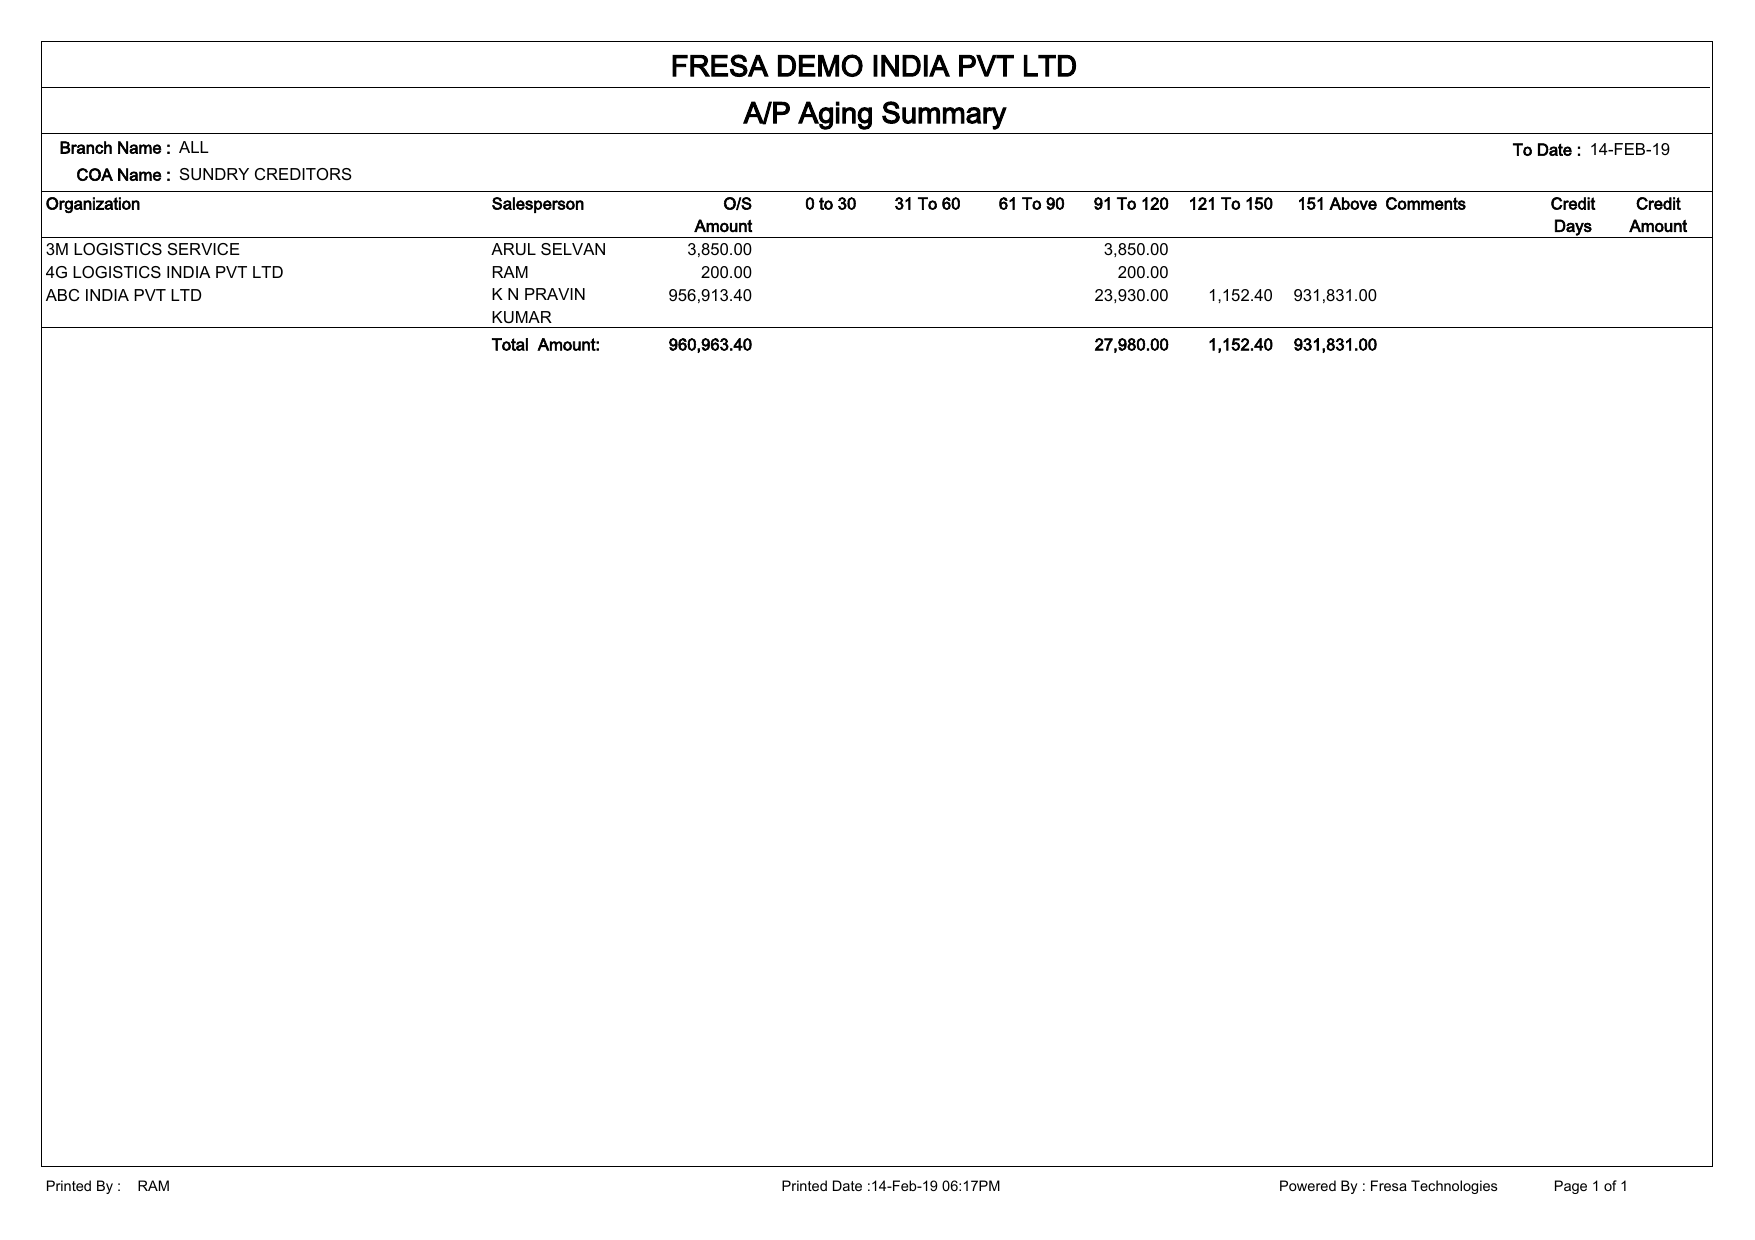 FRESA DEMO INDIA PVT LTD
A/P Aging Summary
Branch Name : ALL To Date : 14-FEB-19
COA Name : SUNDRY CREDITORS
Organization Salesperson O/S 0 to 30 31 To 60 61 To 90 91 To 120 121 To 150 151 Above Comments Credit Credit
Amount Days Amount
3M LOGISTICS SERVICE ARUL SELVAN 3,850.00 3,850.00
4G LOGISTICS INDIA PVT LTD RAM 200.00 200.00
ABC INDIA PVT LTD K N PRAVIN 956,913.40 23,930.00 1,152.40 931,831.00
KUMAR
Total Amount: 960,963.40 27,980.00 1,152.40 931,831.00
Printed By : RAM Printed Date :14-Feb-19 06:17PM Powered By : Fresa Technologies Page 1 of 1